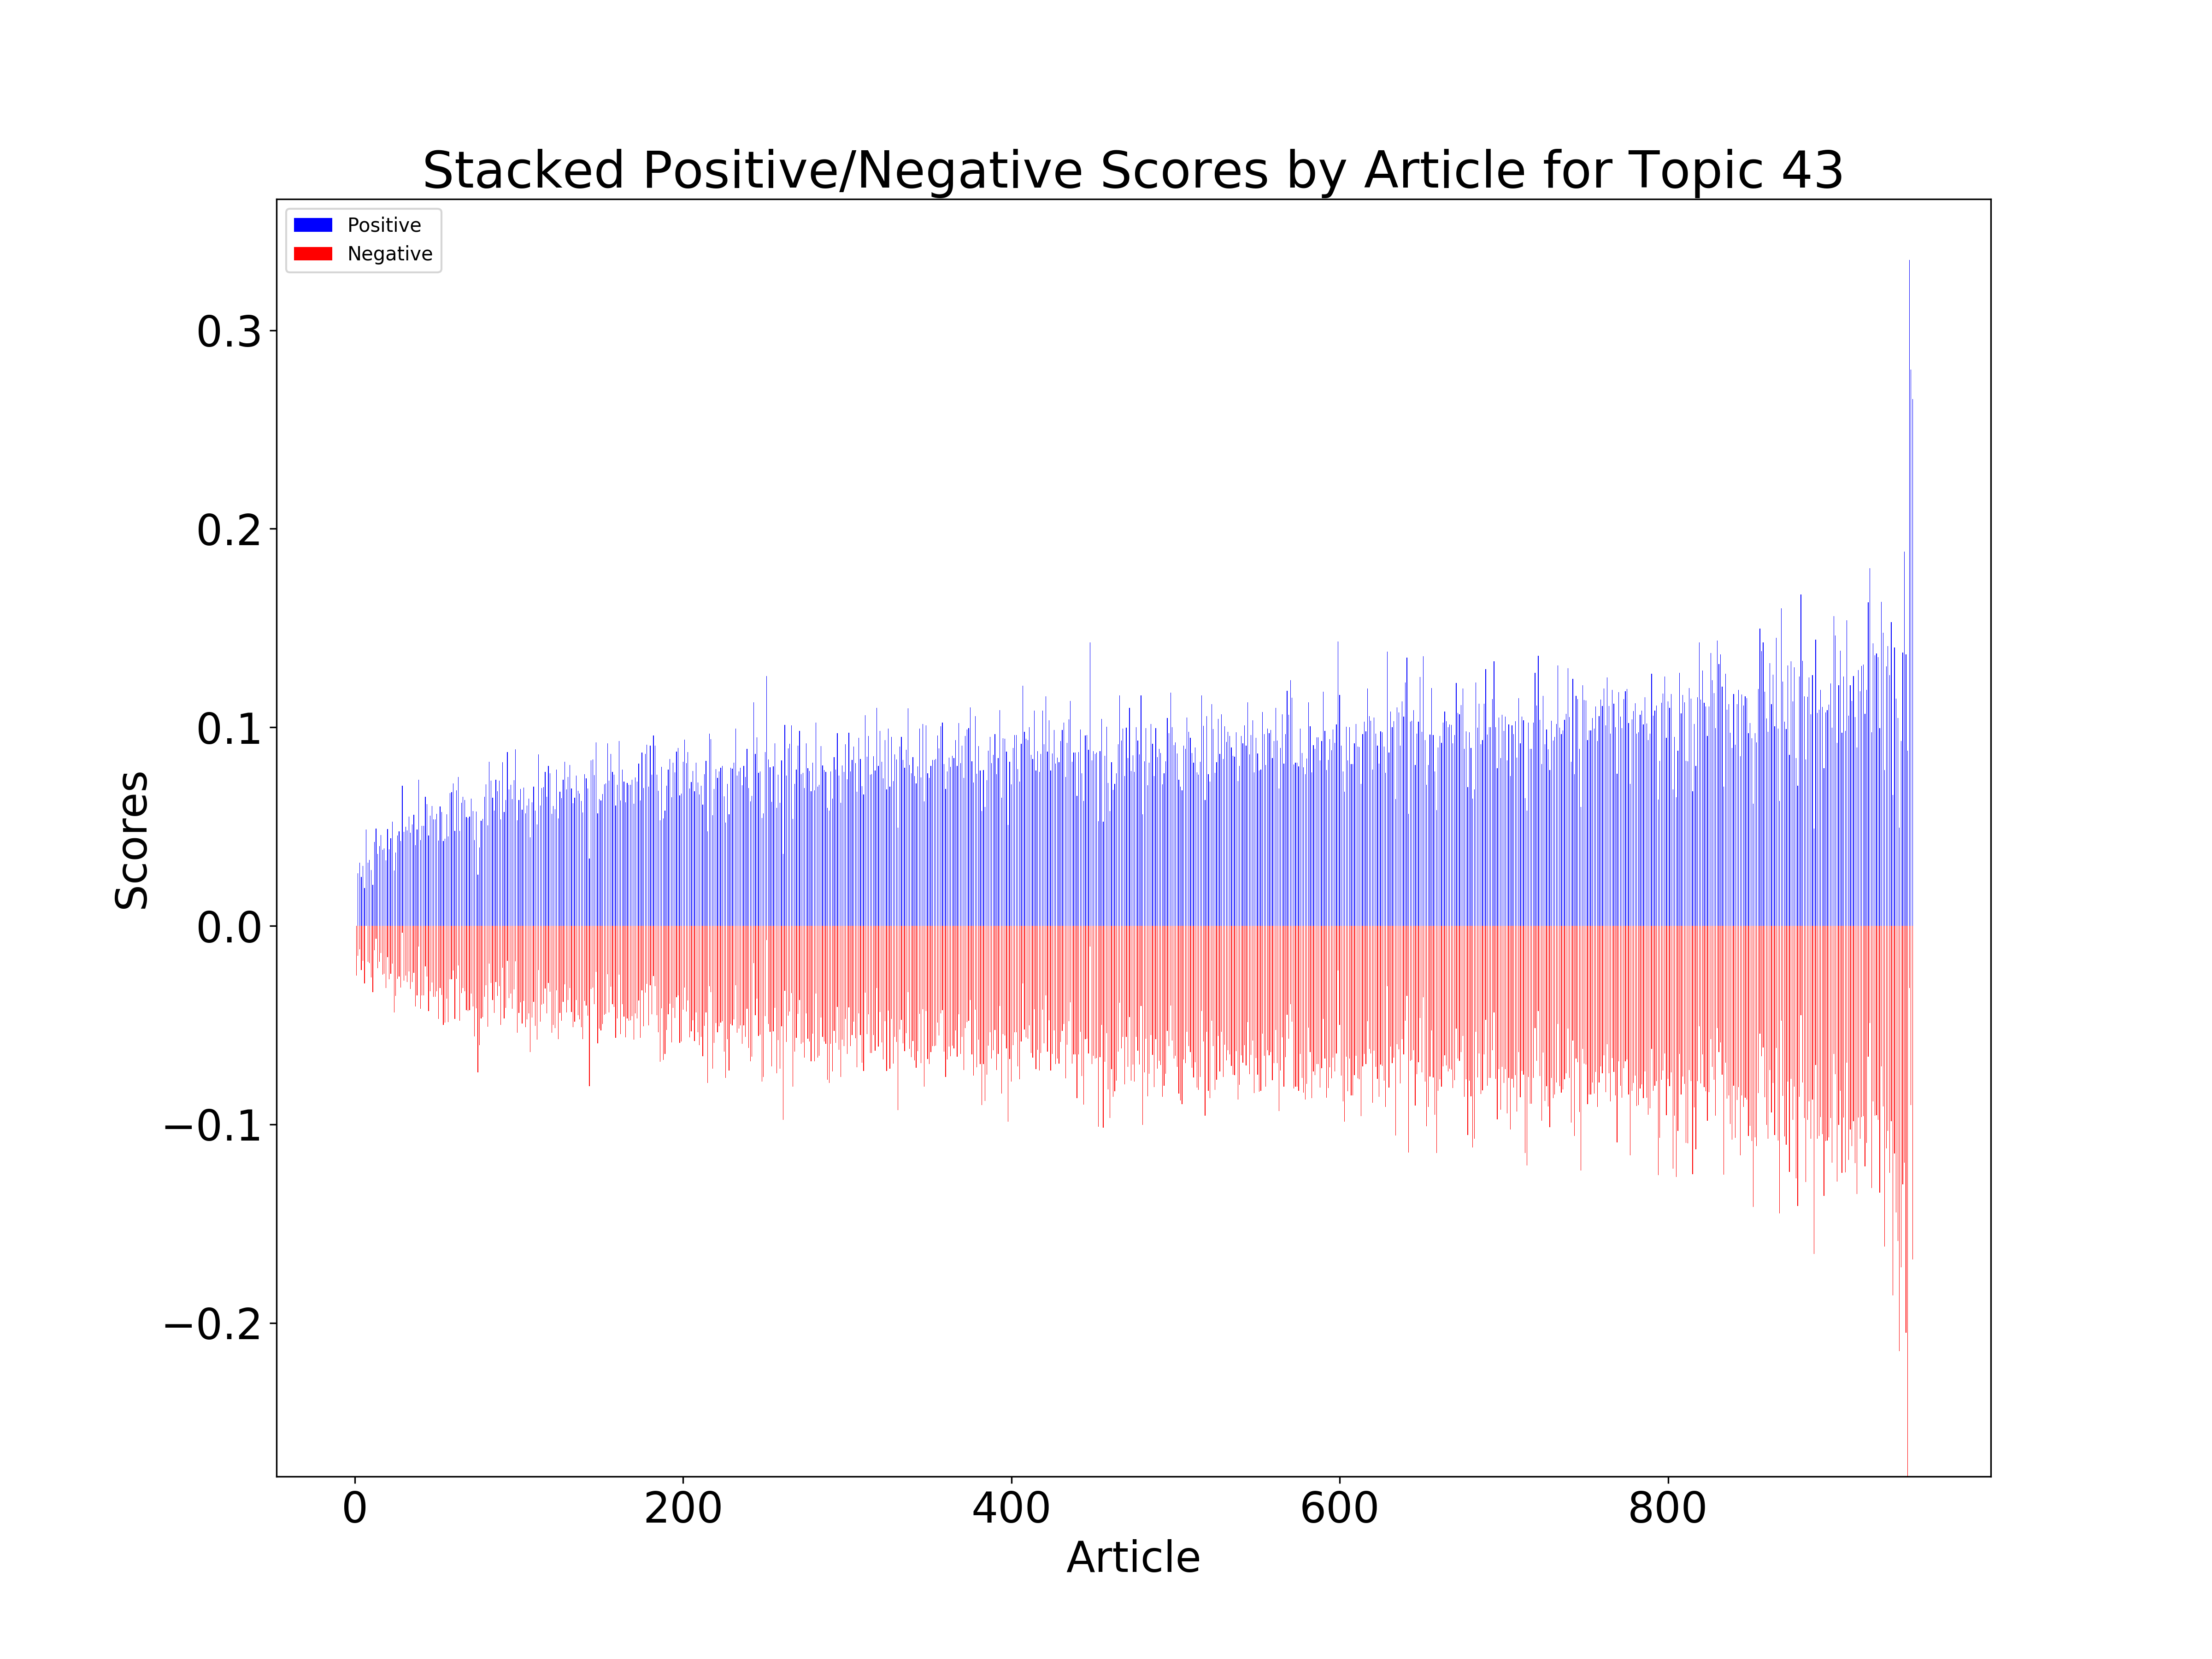 Stacked Positive/Negative Scores by Article for Topic 43
Positive
Negative
0.3
0.2
0.1
0.0
−0.1
−0.2
Scores
0 200 400 600 800
Article